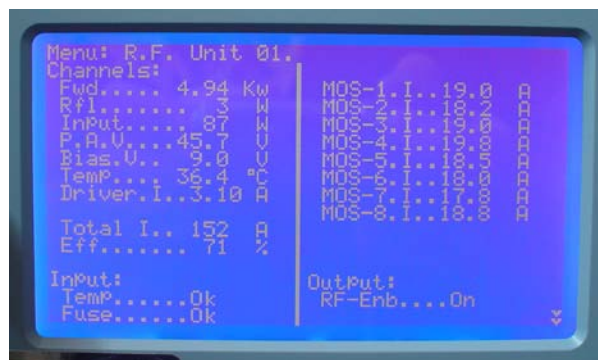 Menu: R.F. Unit 01.
Channels:
Fwd..... 4.94 Kw
Rfl....... 3 W
Input..... 87 W
P.A.V....45.7 V
Bias.V.. 9.0 V
Temp... 36.4 °C
Driver.I..3.10 A
Total I.. 152 A
Eff....... 71 %
Input:
Temp......Ok
Fuse......Ok
MOS-1.I..19.0 A
MOS-2.I..18.2 A
MOS-3.I..19.0 A
MOS-4.I..19.8 A
MOS-5.I..18.5 A
MOS-6.I..18.0 A
MOS-7.I..17.8 A
MOS-8.I..18.8 A
Output:
RF-Enb....On